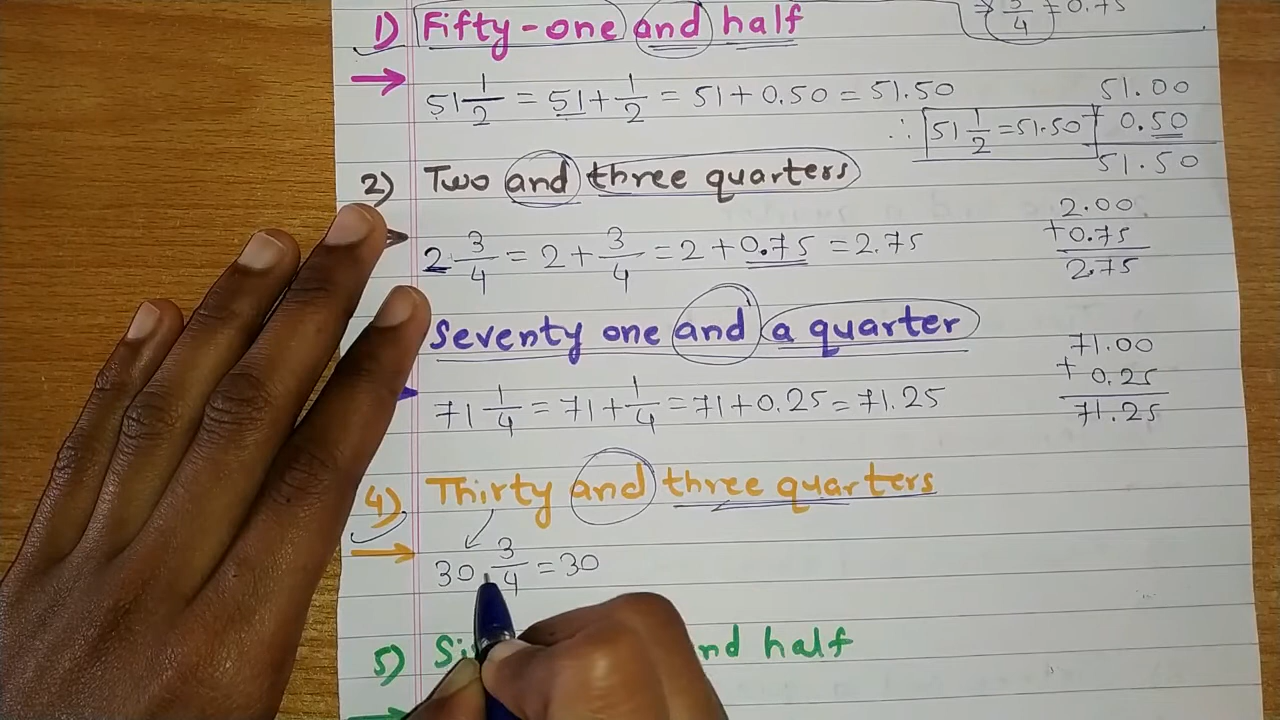 → 3/4 = 0.75
1) Fifty-one and half
51 1/2 = 51 + 1/2 = 51 + 0.50 = 51.50
51.00
+ 0.50
51.50
∴ 51 1/2 = 51.50
2) Two and three quarters
2 3/4 = 2 + 3/4 = 2 + 0.75 = 2.75
2.00
+ 0.75
2.75
Seventy one and a quarter
71 1/4 = 71 + 1/4 = 71 + 0.25 = 71.25
71.00
+ 0.25
71.25
4) Thirty and three quarters
30 3/4 = 30
5) half